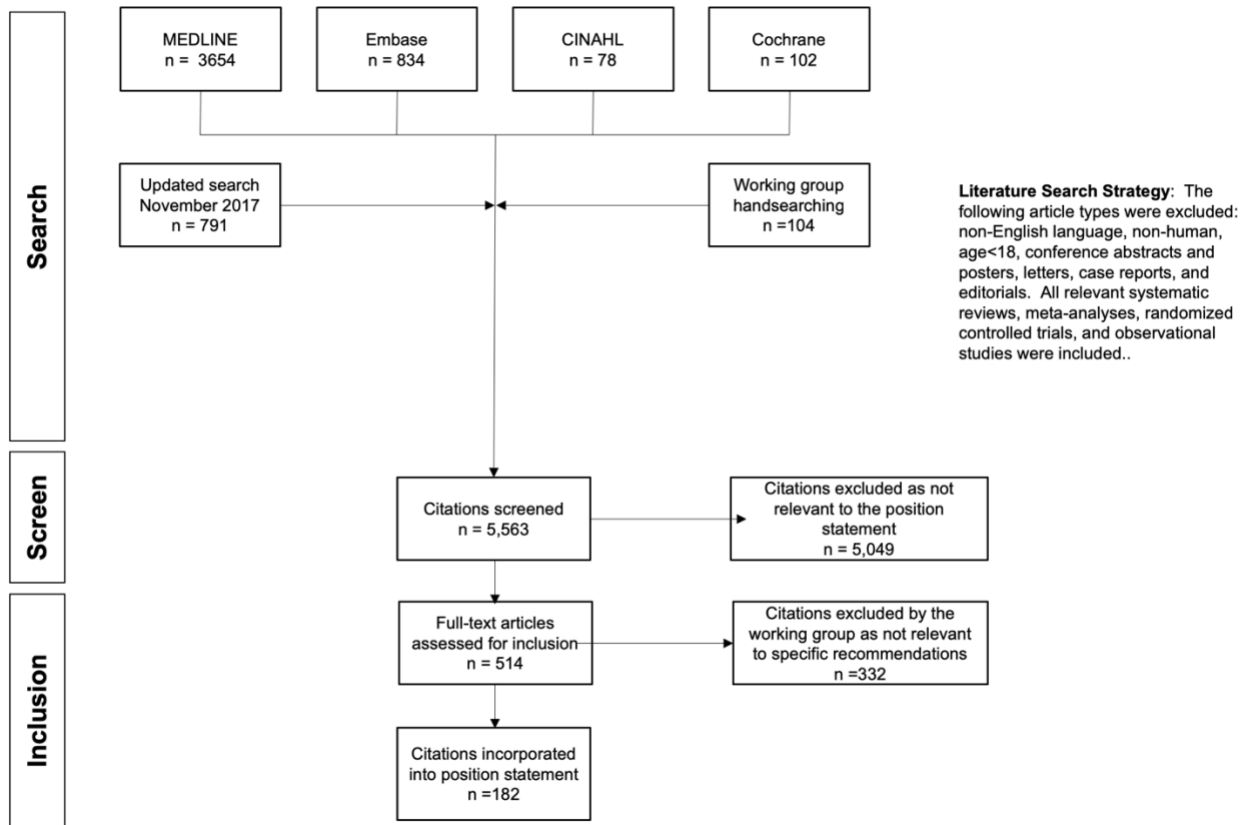 Search
MEDLINE
n =  3654
Embase
n = 834
CINAHL
n = 78
Cochrane
n = 102
Updated search
November 2017
n = 791
Working group
handsearching
n =104
Literature Search Strategy:  The
following article types were excluded:
non-English language, non-human,
age<18, conference abstracts and
posters, letters, case reports, and
editorials.  All relevant systematic
reviews, meta-analyses, randomized
controlled trials, and observational
studies were included..
Screen
Citations screened
n = 5,563
Citations excluded as not
relevant to the position
statement
n = 5,049
Inclusion
Full-text articles
assessed for inclusion
n = 514
Citations excluded by the
working group as not relevant
to specific recommendations
n =332
Citations incorporated
into position statement
n =182